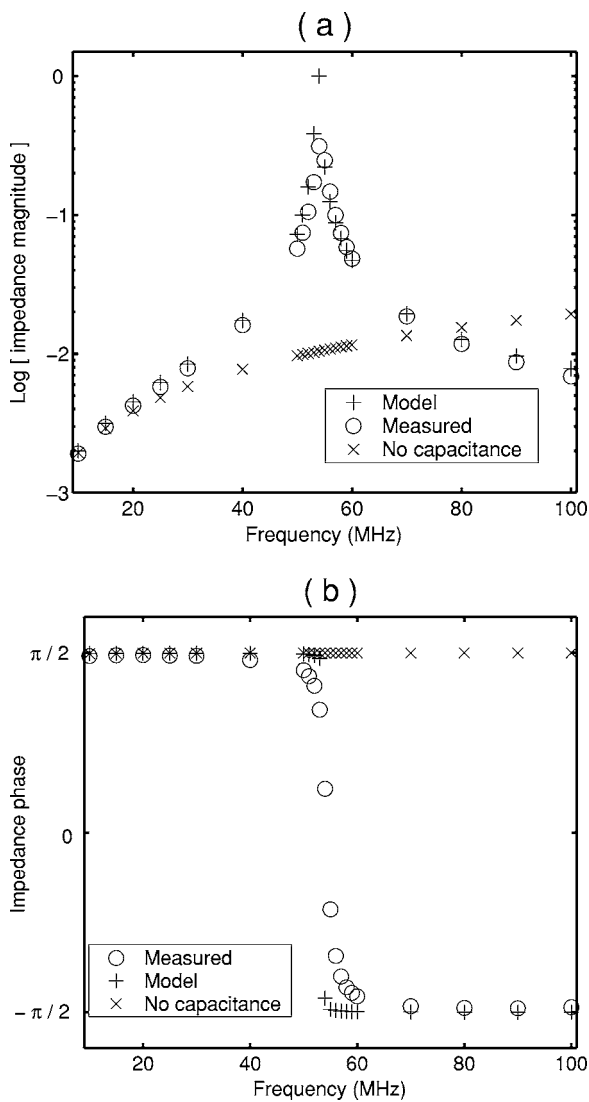 ( a )
Log [ impedance magnitude ]
0
−1
−2
−3
Model
Measured
No capacitance
20 40 60 80 100
Frequency (MHz)
( b )
Impedance phase
π / 2
0
− π / 2
Measured
Model
No capacitance
20 40 60 80 100
Frequency (MHz)